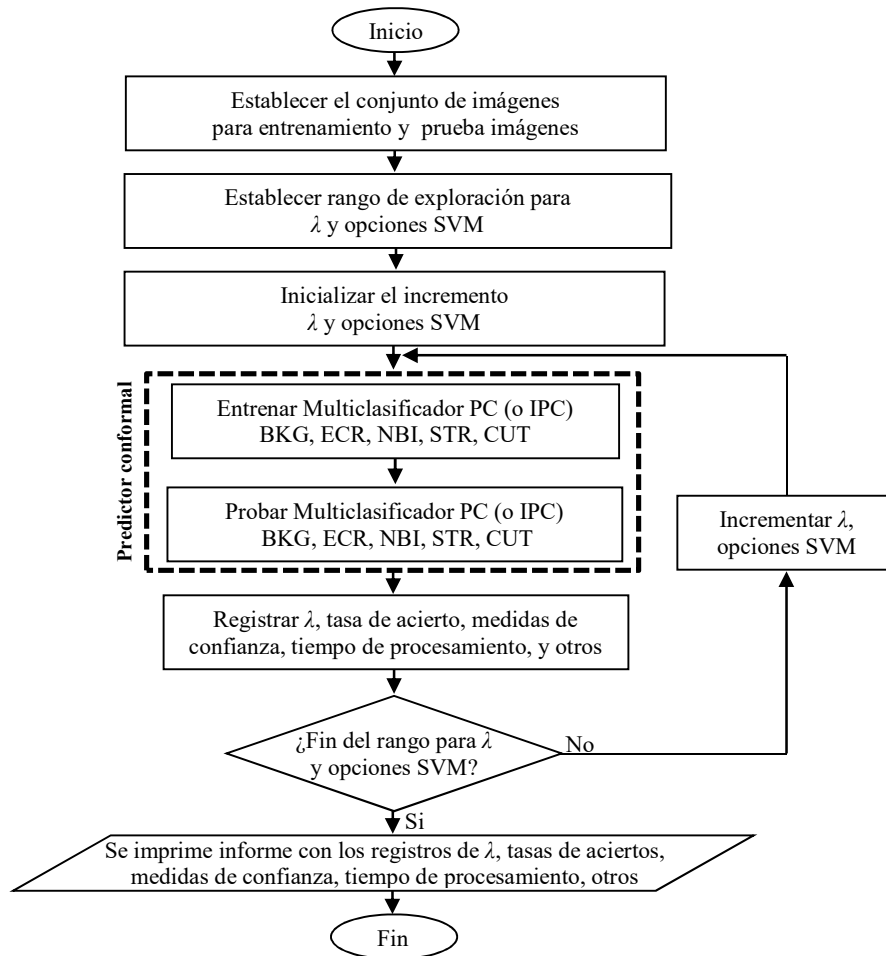 Inicio
Establecer el conjunto de imágenes
para entrenamiento y prueba imágenes
Establecer rango de exploración para
λ y opciones SVM
Inicializar el incremento
λ y opciones SVM
Predictor conformal
Entrenar Multiclasificador PC (o IPC)
BKG, ECR, NBI, STR, CUT
Probar Multiclasificador PC (o IPC)
BKG, ECR, NBI, STR, CUT
Incrementar λ,
opciones SVM
Registrar λ, tasa de acierto, medidas de
confianza, tiempo de procesamiento, y otros
¿Fin del rango para λ
y opciones SVM?
No
Si
Se imprime informe con los registros de λ, tasas de aciertos,
medidas de confianza, tiempo de procesamiento, otros
Fin